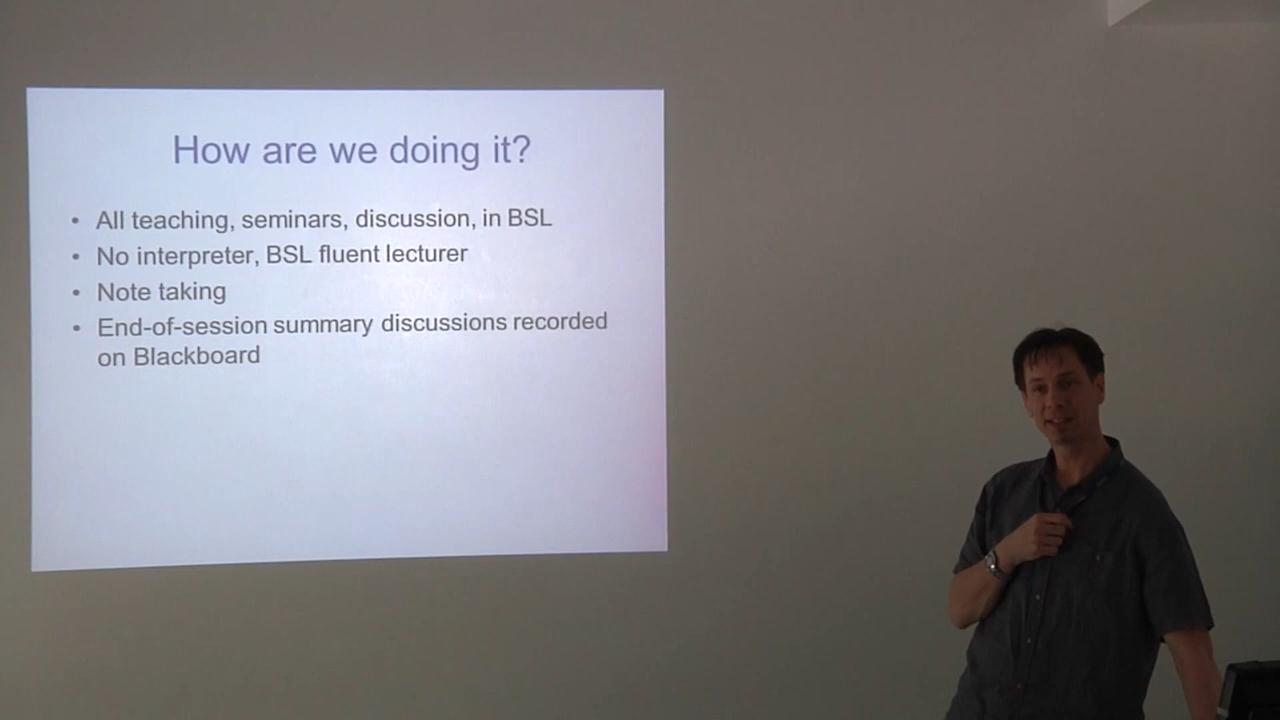 How are we doing it?
• All teaching, seminars, discussion, in BSL
• No interpreter, BSL fluent lecturer
• Note taking
• End-of-session summary discussions recorded
on Blackboard